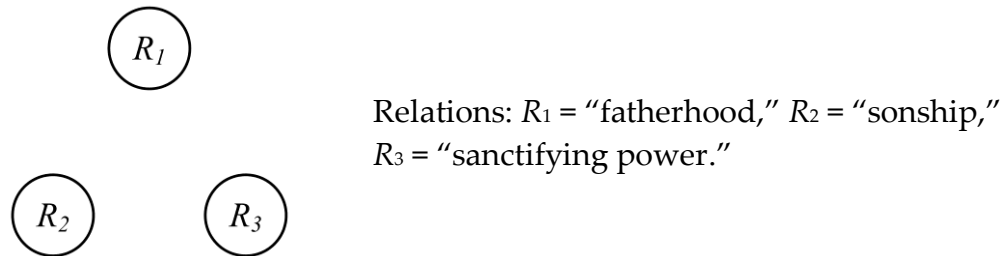 R₁
Relations: R₁ = “fatherhood,” R₂ = “sonship,”
R₃ = “sanctifying power.”
R₂
R₃